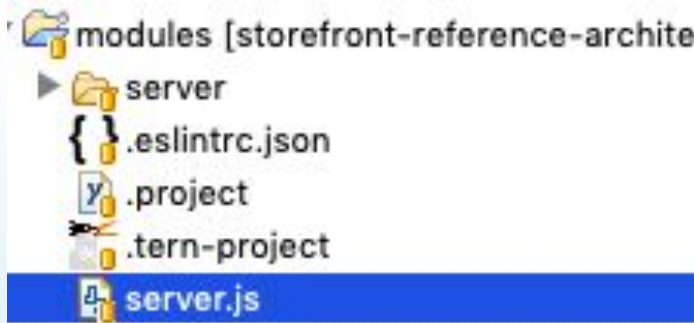 modules [storefront-reference-archite
server
.eslintrc.json
.project
.tern-project
server.js